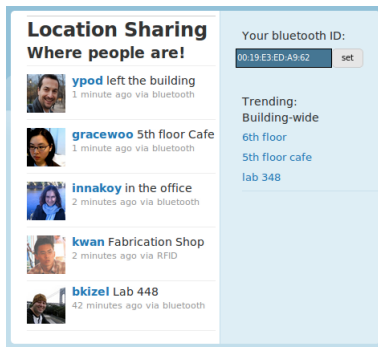 Location Sharing
Where people are!
ypod left the building
1 minute ago via bluetooth
gracewoo 5th floor Cafe
1 minute ago via bluetooth
innakoy in the office
2 minutes ago via bluetooth
kwan Fabrication Shop
2 minutes ago via RFID
bkizel Lab 448
42 minutes ago via bluetooth
Your bluetooth ID:
00:19:E3:ED:A9:62 set
Trending:
Building-wide
6th floor
5th floor cafe
lab 348